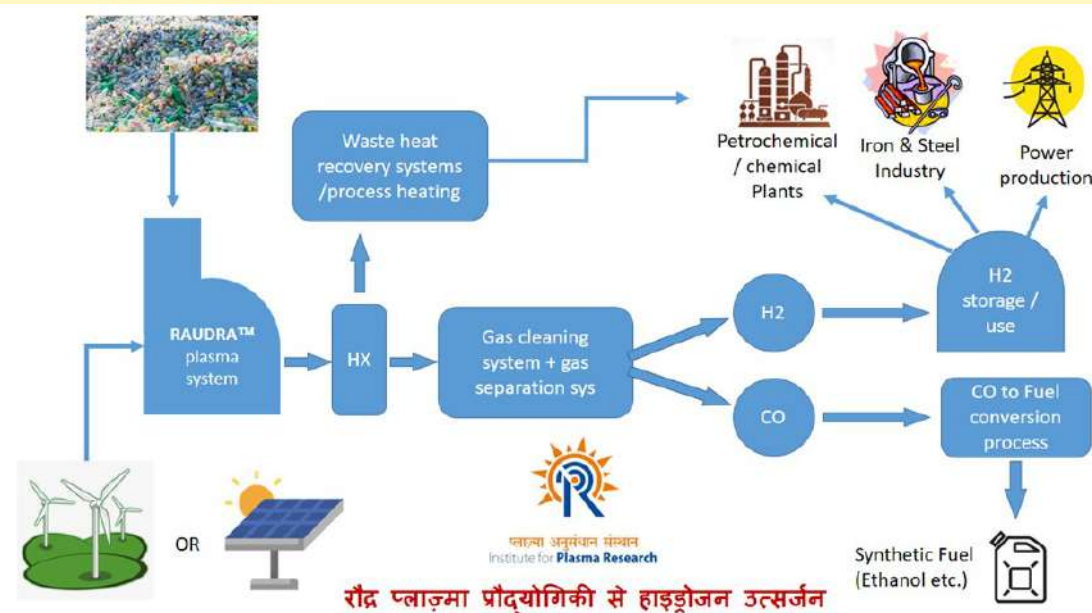 Waste heat
recovery systems
/process heating
Petrochemical
/ chemical
Plants
Iron & Steel
Industry
Power
production
RAUDRA™
plasma
system
HX
Gas cleaning
system + gas
separation sys
H2
H2
storage /
use
CO
CO to Fuel
conversion
process
OR
प्लाज़्मा अनुसंधान संस्थान
Institute for Plasma Research
Synthetic Fuel
(Ethanol etc.)
रौद्र प्लाज़्मा प्रौद्योगिकी से हाइड्रोजन उत्सर्जन